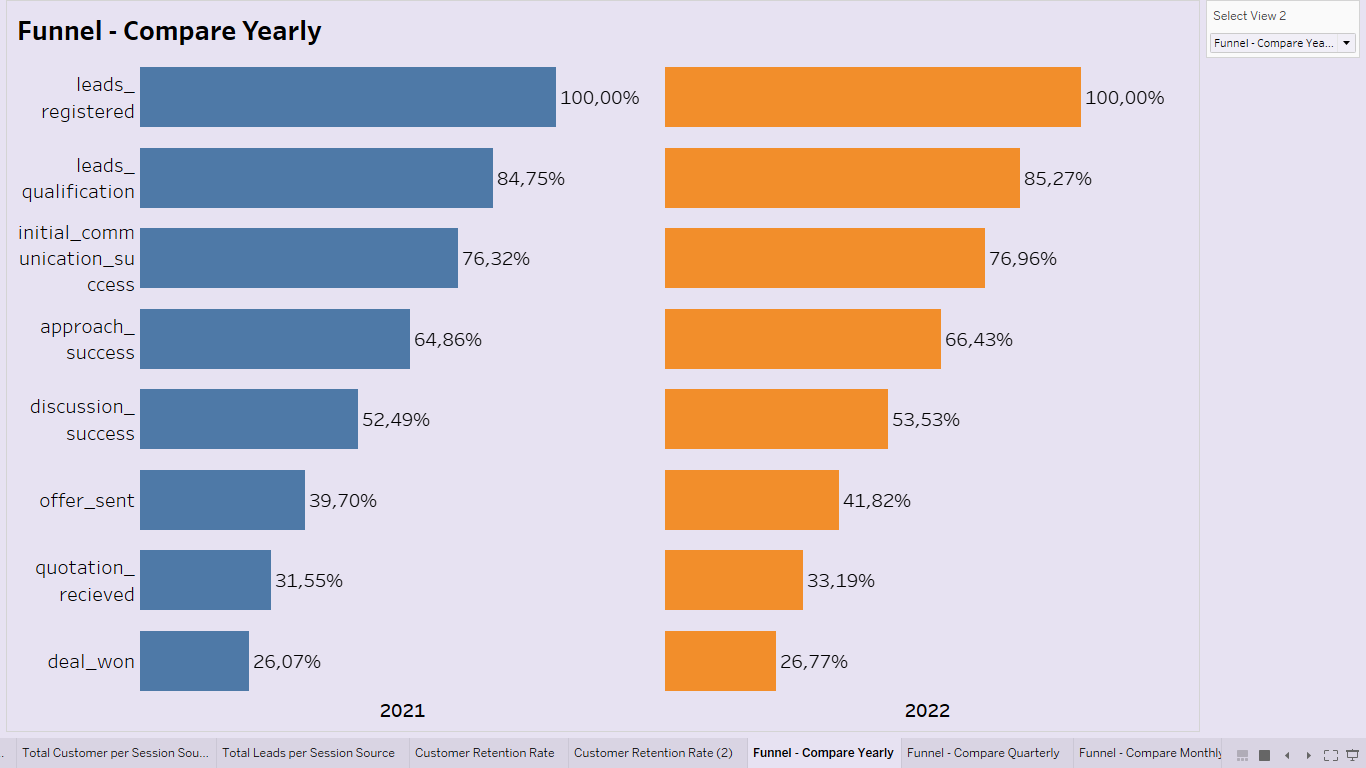 Funnel - Compare Yearly
Select View 2
Funnel - Compare Yea...
leads_
registered
100,00%
100,00%
leads_
qualification
84,75%
85,27%
initial_comm
unication_su
ccess
76,32%
76,96%
approach_
success
64,86%
66,43%
discussion_
success
52,49%
53,53%
offer_sent
39,70%
41,82%
quotation_
recieved
31,55%
33,19%
deal_won
26,07%
26,77%
2021
2022
Total Customer per Session Sou...
Total Leads per Session Source
Customer Retention Rate
Customer Retention Rate (2)
Funnel - Compare Yearly
Funnel - Compare Quarterly
Funnel - Compare Monthly